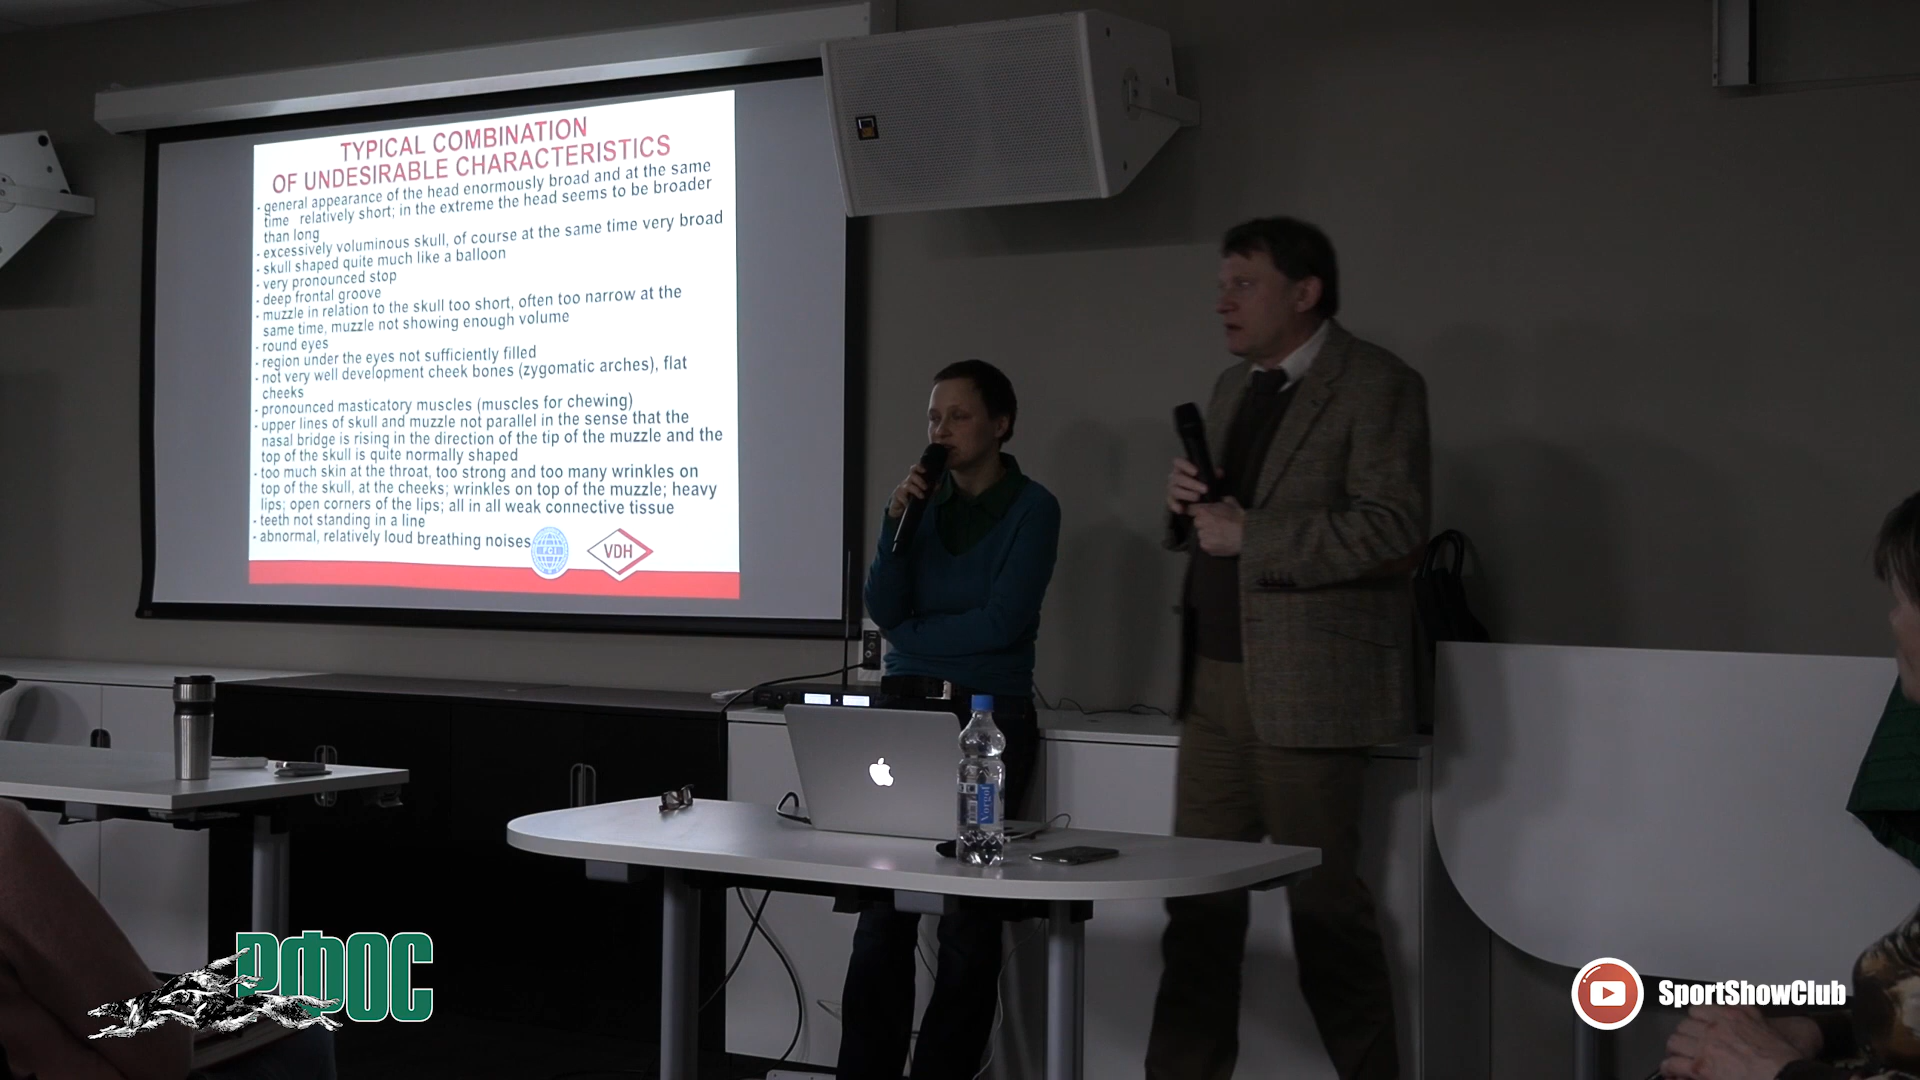 TYPICAL COMBINATION
OF UNDESIRABLE CHARACTERISTICS
- general appearance of the head enormously broad and at the same
time relatively short; in the extreme the head seems to be broader
than long
- excessively voluminous skull, of course at the same time very broad
- skull shaped quite much like a balloon
- very pronounced stop
- deep frontal groove
- muzzle in relation to the skull too short, often too narrow at the
same time, muzzle not showing enough volume
- round eyes
- region under the eyes not sufficiently filled
- not very well development cheek bones (zygomatic arches), flat
cheeks
- pronounced masticatory muscles (muscles for chewing)
- upper lines of skull and muzzle not parallel in the sense that the
nasal bridge is rising in the direction of the tip of the muzzle and the
top of the skull is quite normally shaped
- too much skin at the throat, too strong and too many wrinkles on
top of the skull, at the cheeks; wrinkles on top of the muzzle; heavy
lips; open corners of the lips; all in all weak connective tissue
- teeth not standing in a line
- abnormal, relatively loud breathing noises
FCI
VDH
Vorgol
РФОС
SportShowClub